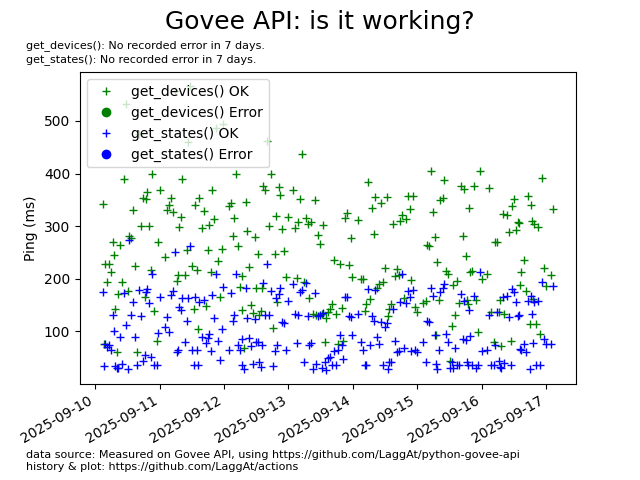 Govee API: is it working?
get_devices(): No recorded error in 7 days.
get_states(): No recorded error in 7 days.
get_devices() OK
get_devices() Error
get_states() OK
get_states() Error
Ping (ms)
500
400
300
200
100
2025-09-10
2025-09-11
2025-09-12
2025-09-13
2025-09-14
2025-09-15
2025-09-16
2025-09-17
data source: Measured on Govee API, using https://github.com/LaggAt/python-govee-api
history & plot: https://github.com/LaggAt/actions